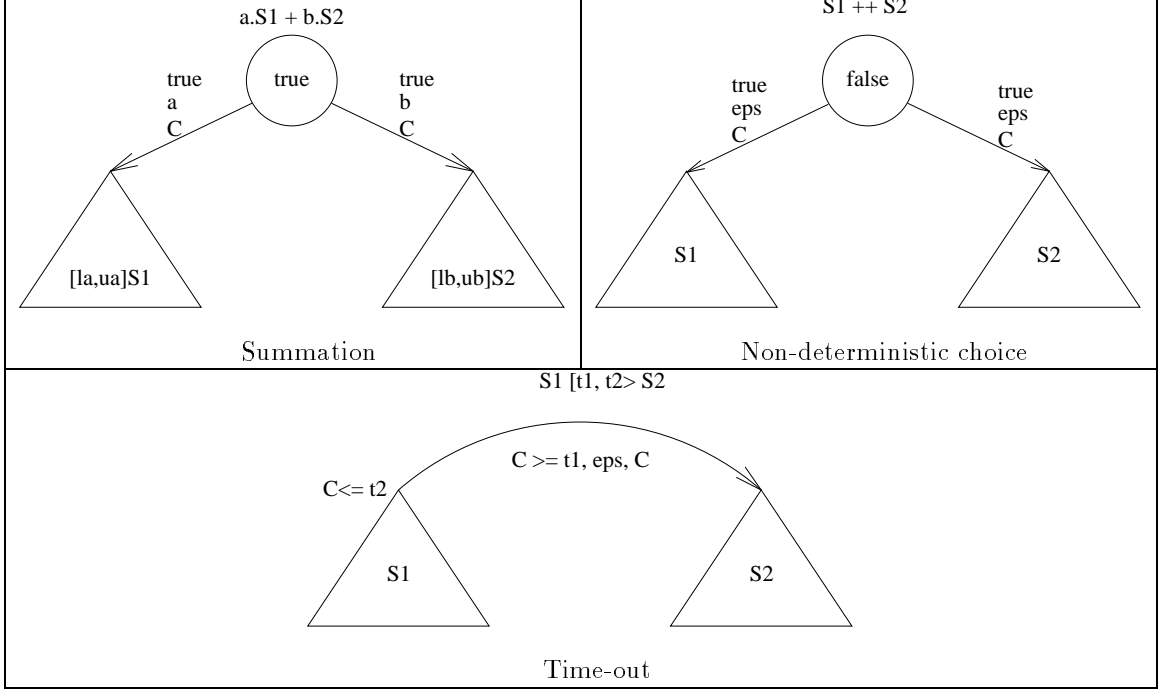 a.S1 + b.S2
true
a
C
true
true
b
C
[la,ua]S1
[lb,ub]S2
Summation
S1 ++ S2
true
eps
C
false
true
eps
C
S1
S2
Non-deterministic choice
S1 [t1, t2> S2
C >= t1, eps, C
C<= t2
S1
S2
Time-out